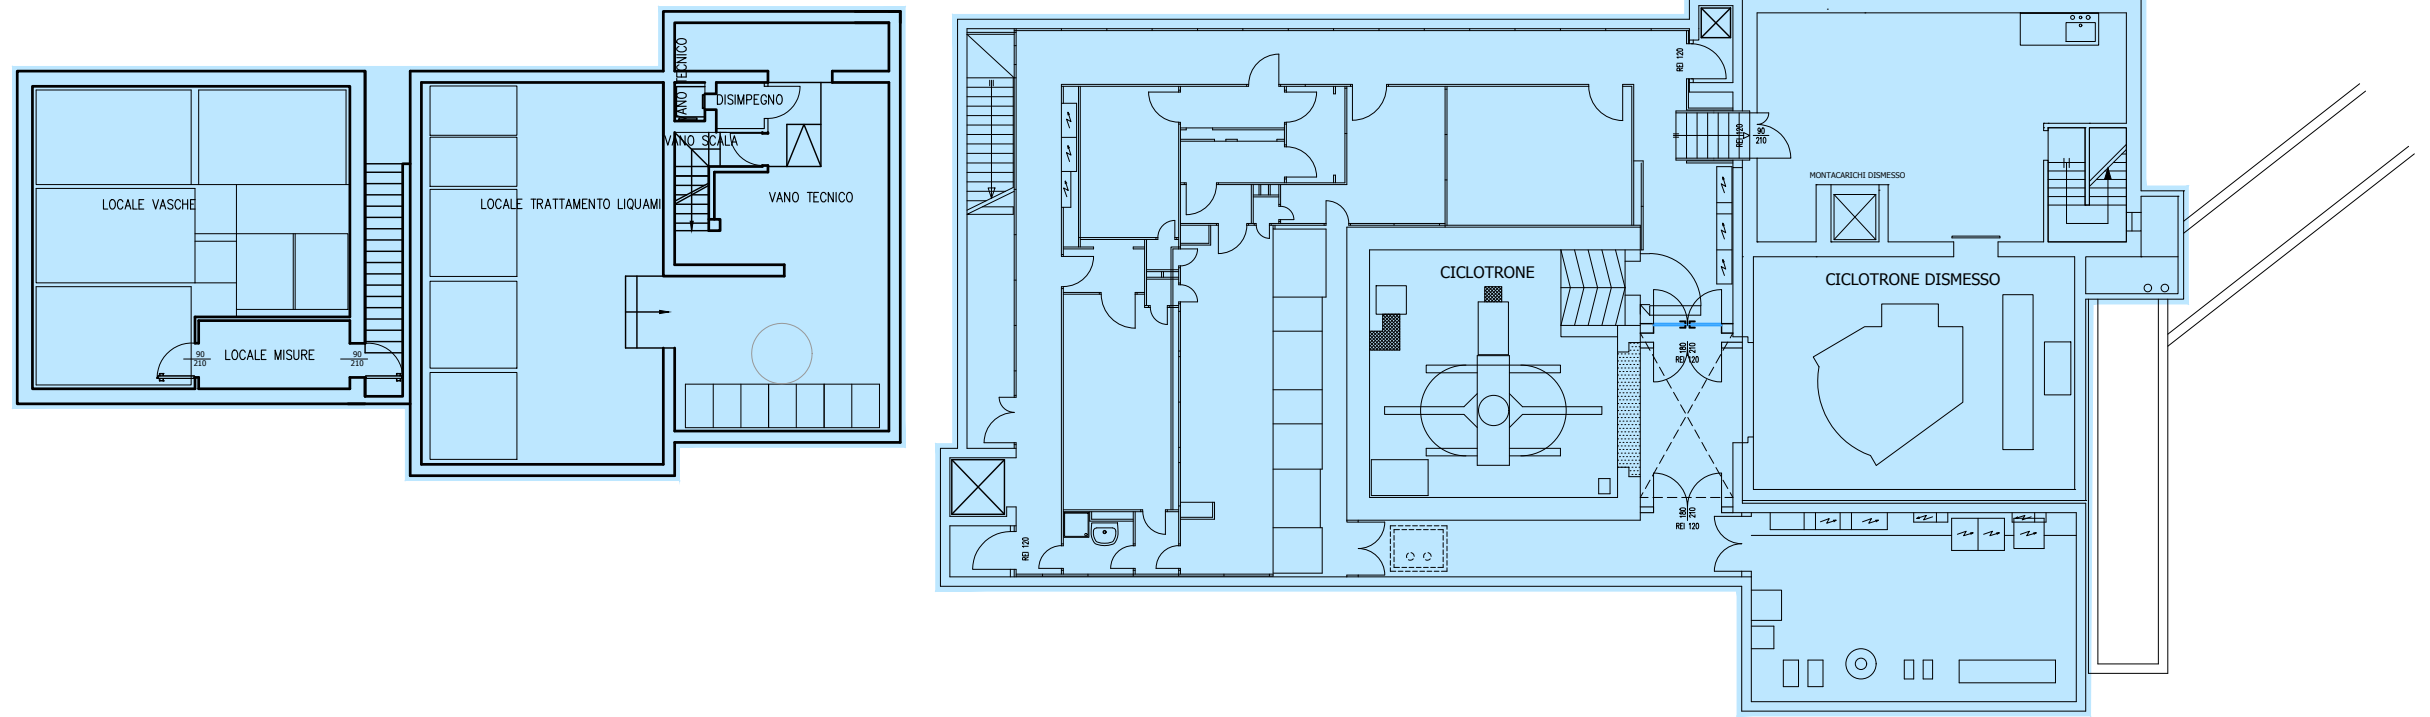 VANO TECNICO
VANO TECNICO
DISIMPEGNO
VANO SCALA
LOCALE VASCHE
LOCALE TRATTAMENTO LIQUAMI
VANO TECNICO
90
210
LOCALE MISURE
90
210
REI 120
REI 120
90
210
MONTACARICHI DISMESSO
CICLOTRONE
CICLOTRONE DISMESSO
180
210
REI 120
180
210
REI 120
REI 120